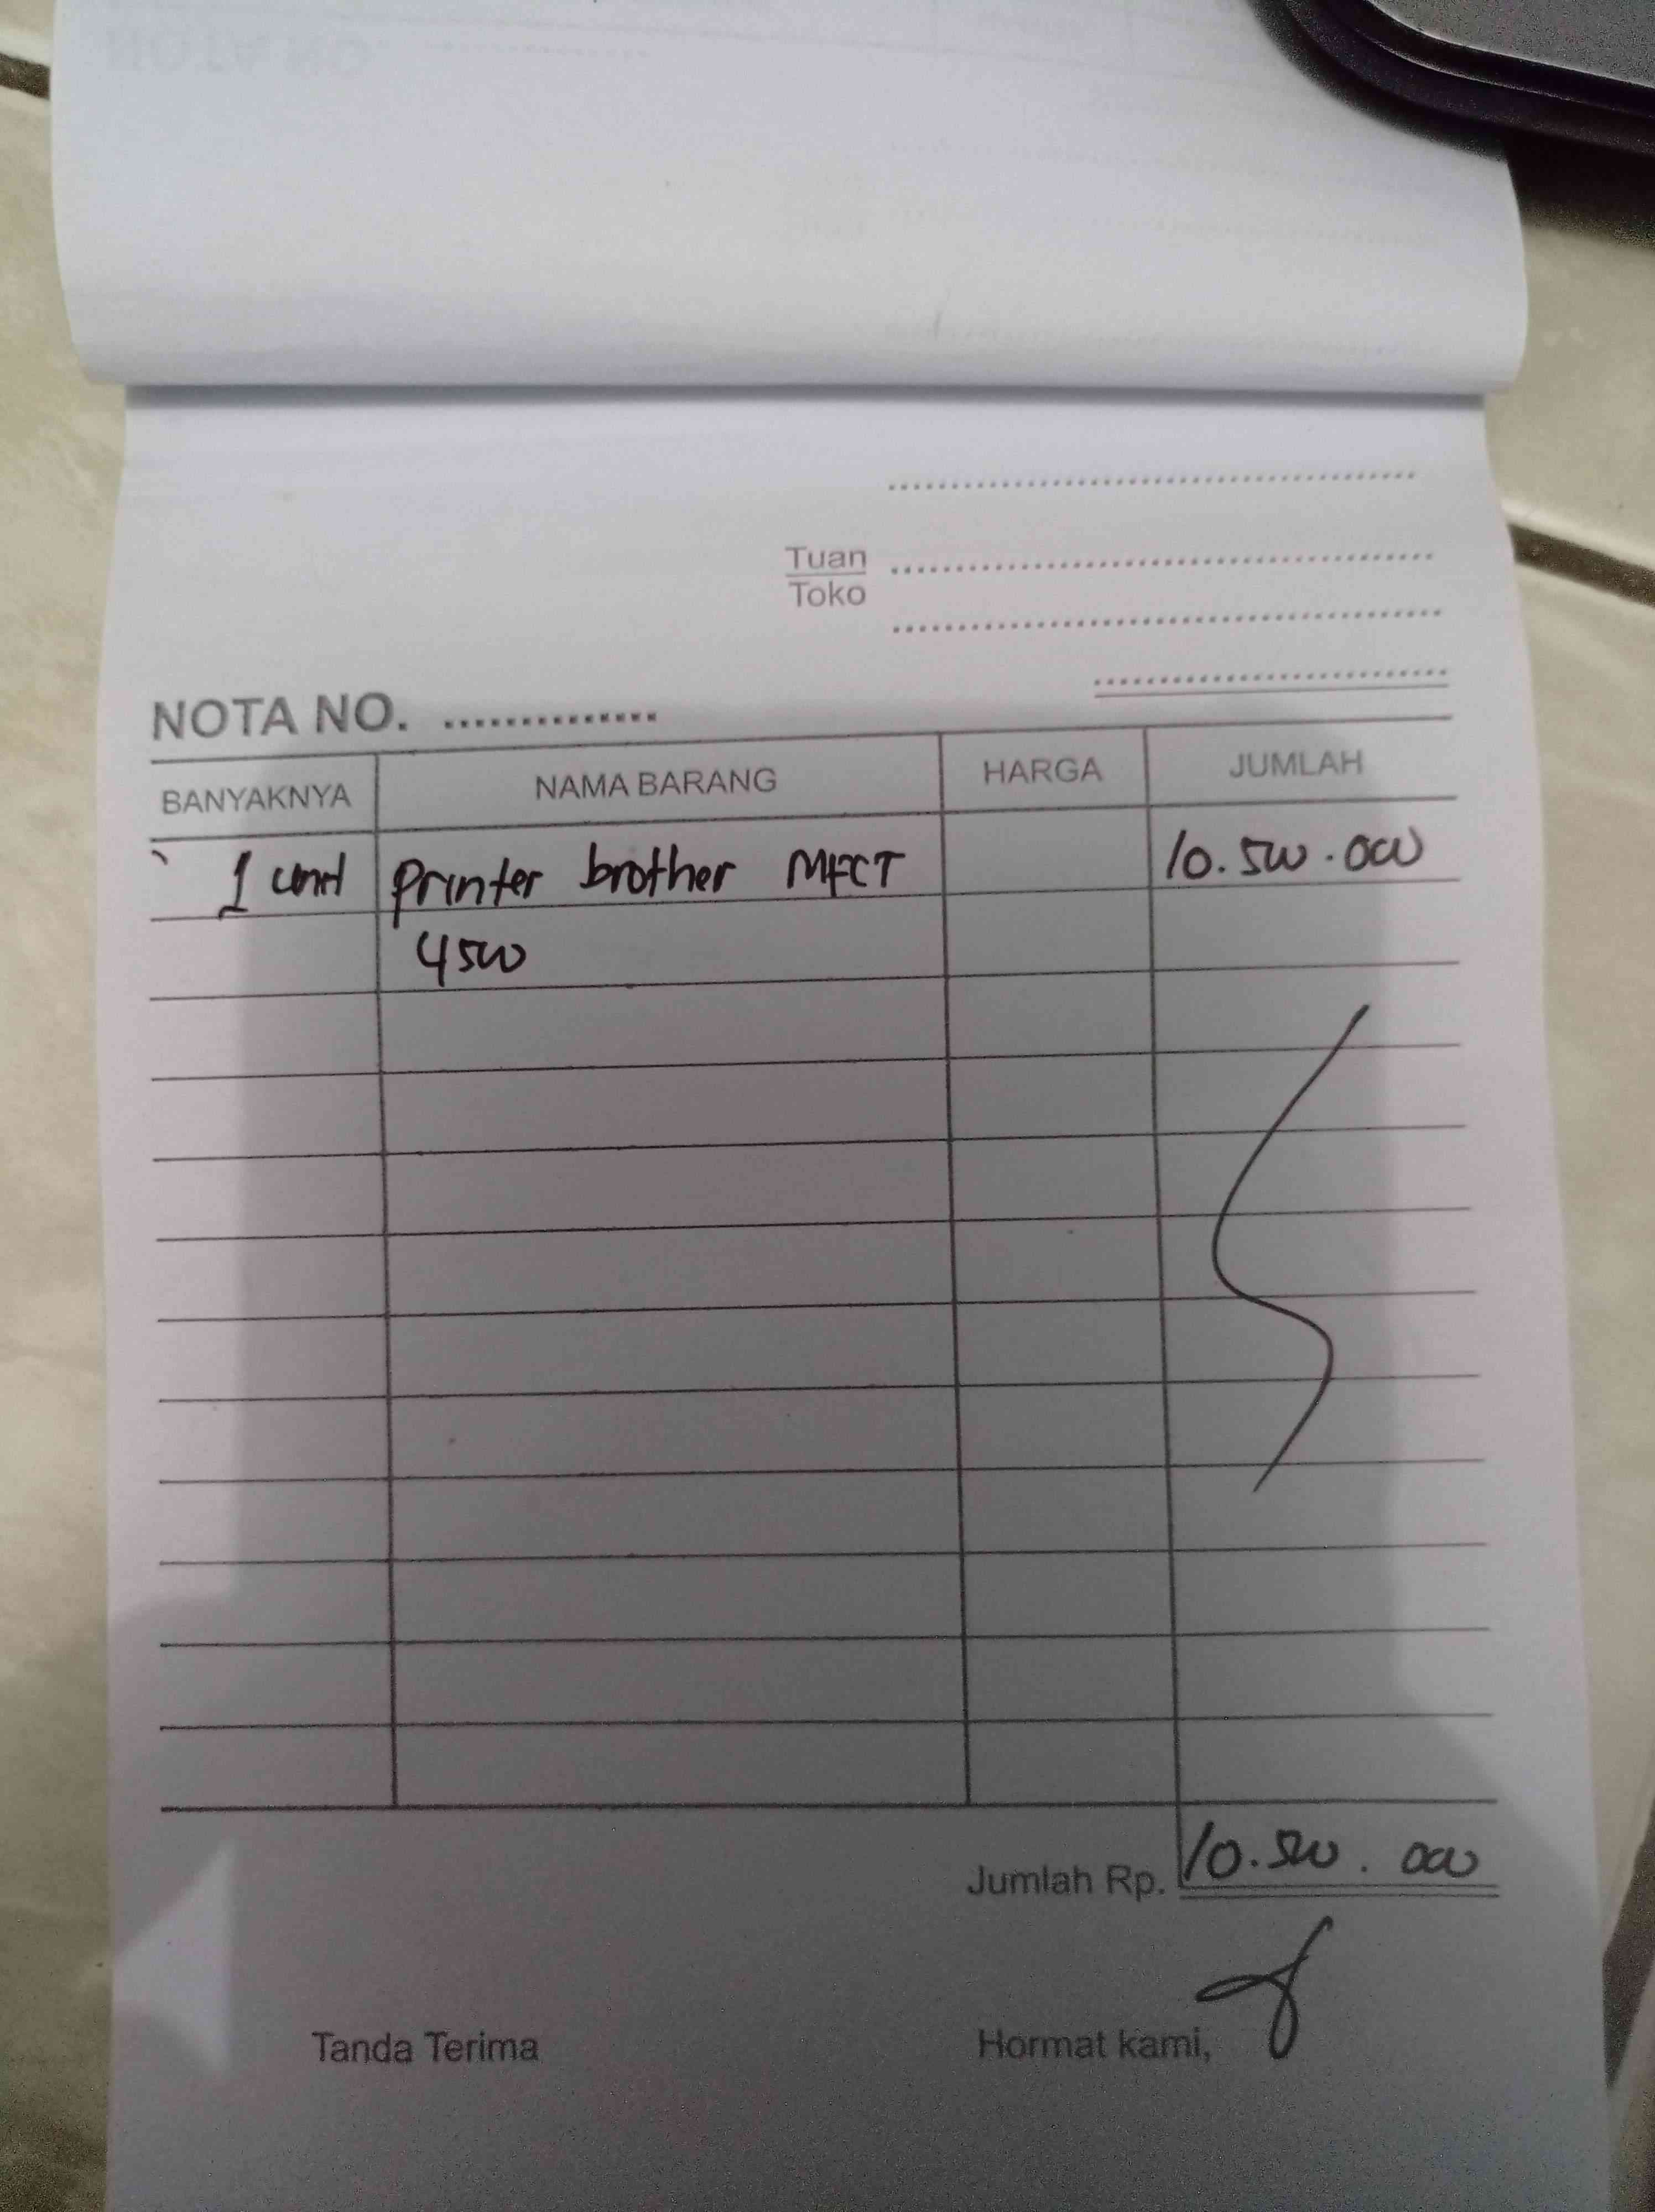 Tuan
Toko
NOTA NO. ..............
BANYAKNYA NAMA BARANG HARGA JUMLAH
1 unit Printer brother MFCT 10.500.000
4500
Jumlah Rp. 10.500.000
Tanda Terima Hormat kami,